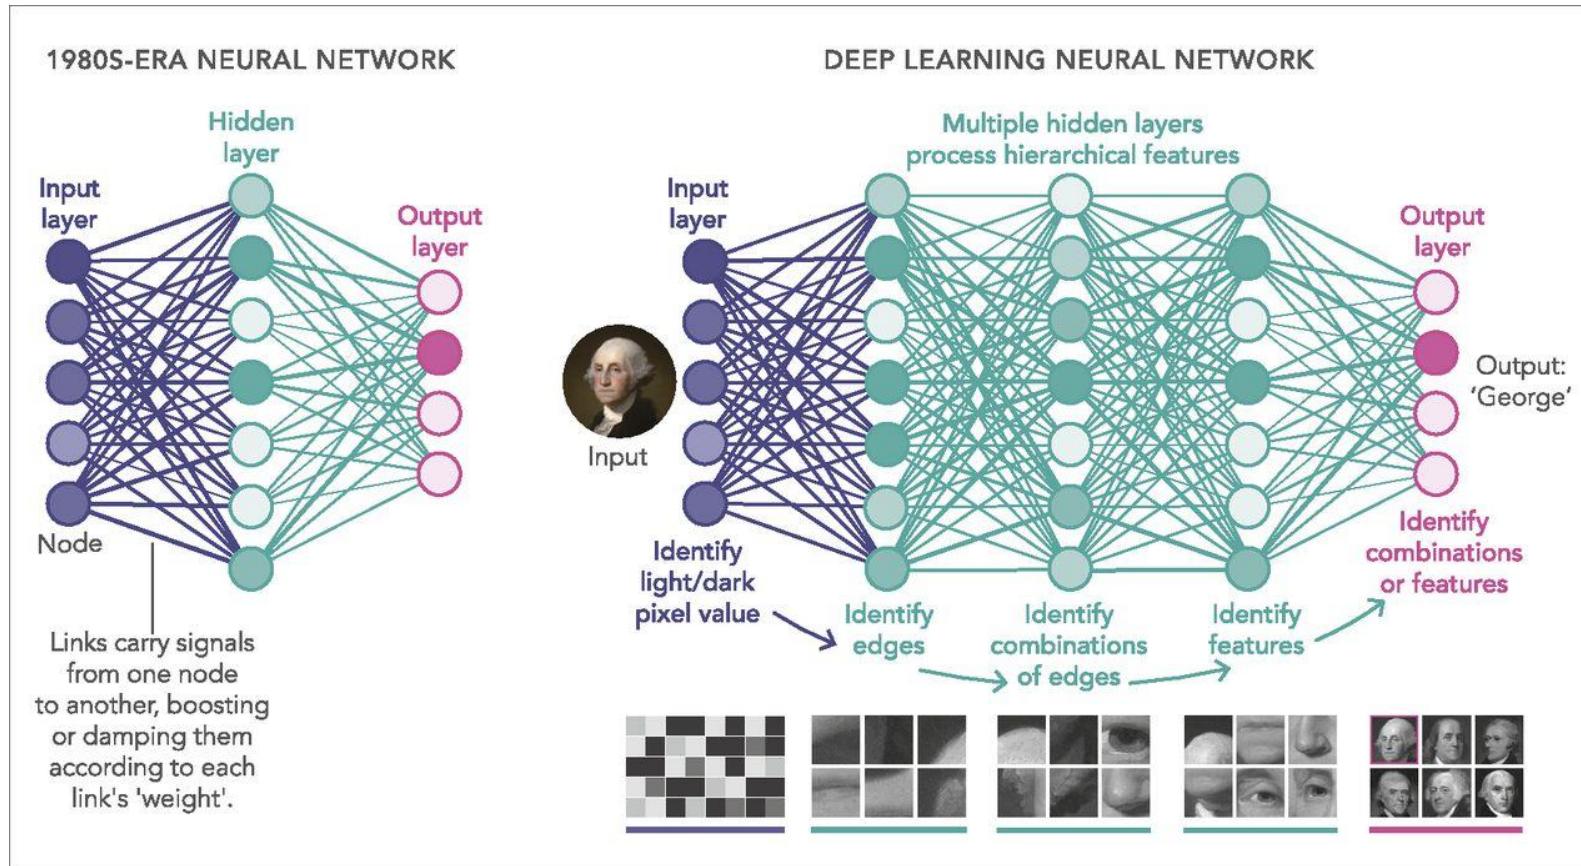 1980S-ERA NEURAL NETWORK
Hidden
layer
Input
layer
Output
layer
Node
Links carry signals
from one node
to another, boosting
or damping them
according to each
link's 'weight'.
DEEP LEARNING NEURAL NETWORK
Multiple hidden layers
process hierarchical features
Input
layer
Output
layer
Input
Output:
'George'
Identify
light/dark
pixel value
Identify
edges
Identify
combinations
of edges
Identify
features
Identify
combinations
or features